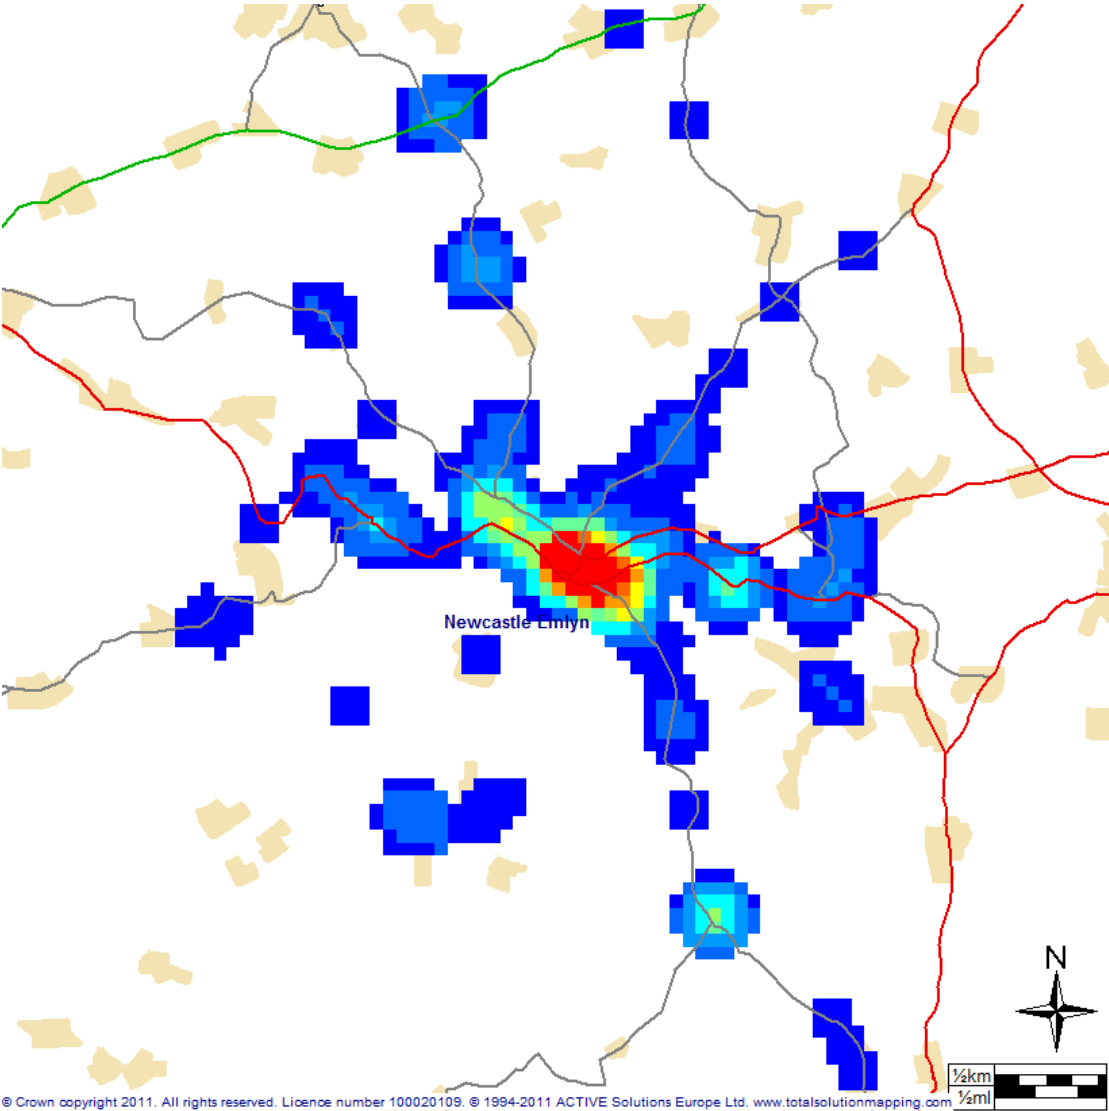 Newcastle Emlyn
N
½km
½ml
© Crown copyright 2011. All rights reserved. Licence number 100020109. © 1994-2011 ACTIVE Solutions Europe Ltd. www.totalsolutionmapping.com